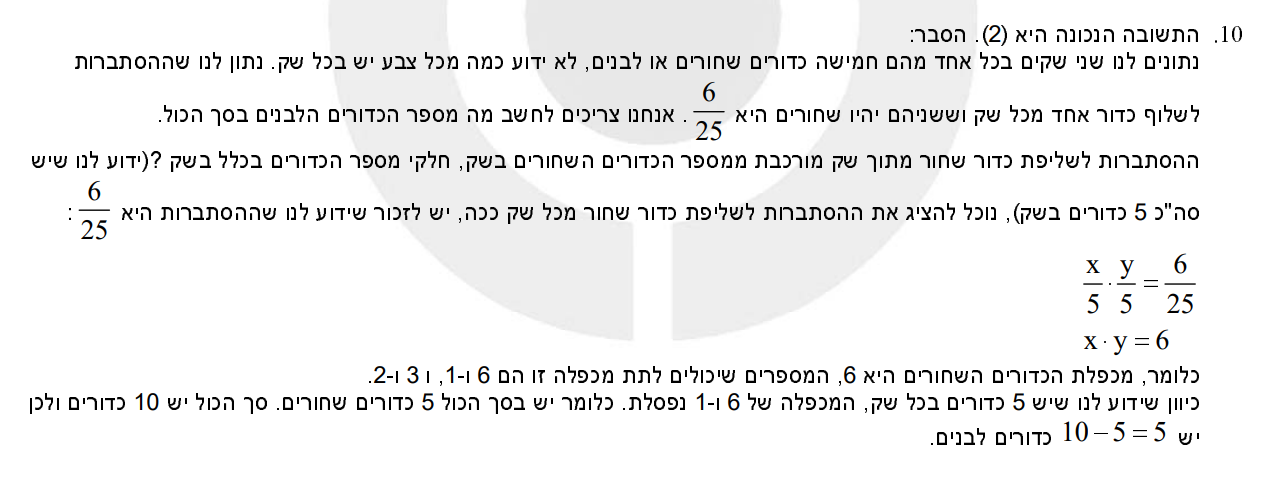 10. התשובה הנכונה היא (2). הסבר:
נתונים לנו שני שקים בכל אחד מהם חמישה כדורים שחורים או לבנים, לא ידוע כמה מכל צבע יש בכל שק. נתון לנו שההסתברות
לשלוף כדור אחד מכל שק וששניהם יהיו שחורים היא 6/25. אנחנו צריכים לחשב מה מספר הכדורים הלבנים בסך הכול.
ההסתברות לשליפת כדור שחור מתוך שק מורכבת ממספר הכדורים השחורים בשק, חלקי מספר הכדורים בכלל בשק ?(ידוע לנו שיש
סה"כ 5 כדורים בשק), נוכל להציג את ההסתברות לשליפת כדור שחור מכל שק ככה, יש לזכור שידוע לנו שההסתברות היא 6/25:
x/5 · y/5 = 6/25
x · y = 6
כלומר, מכפלת הכדורים השחורים היא 6, המספרים שיכולים לתת מכפלה זו הם 6 ו-1, ו 3 ו-2.
כיוון שידוע לנו שיש 5 כדורים בכל שק, המכפלה של 6 ו-1 נפסלת. כלומר יש בסך הכול 5 כדורים שחורים. סך הכול יש 10 כדורים ולכן
יש 10 – 5 = 5 כדורים לבנים.